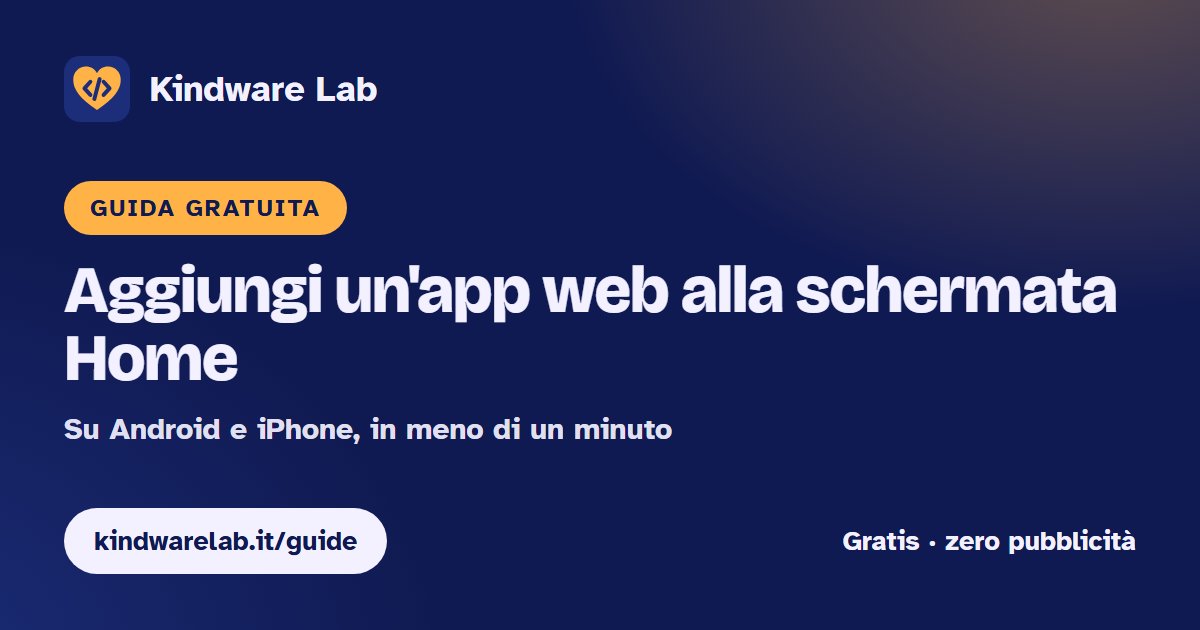 Kindware Lab
GUIDA GRATUITA
Aggiungi un'app web alla schermata
Home
Su Android e iPhone, in meno di un minuto
kindwarelab.it/guide
Gratis · zero pubblicità